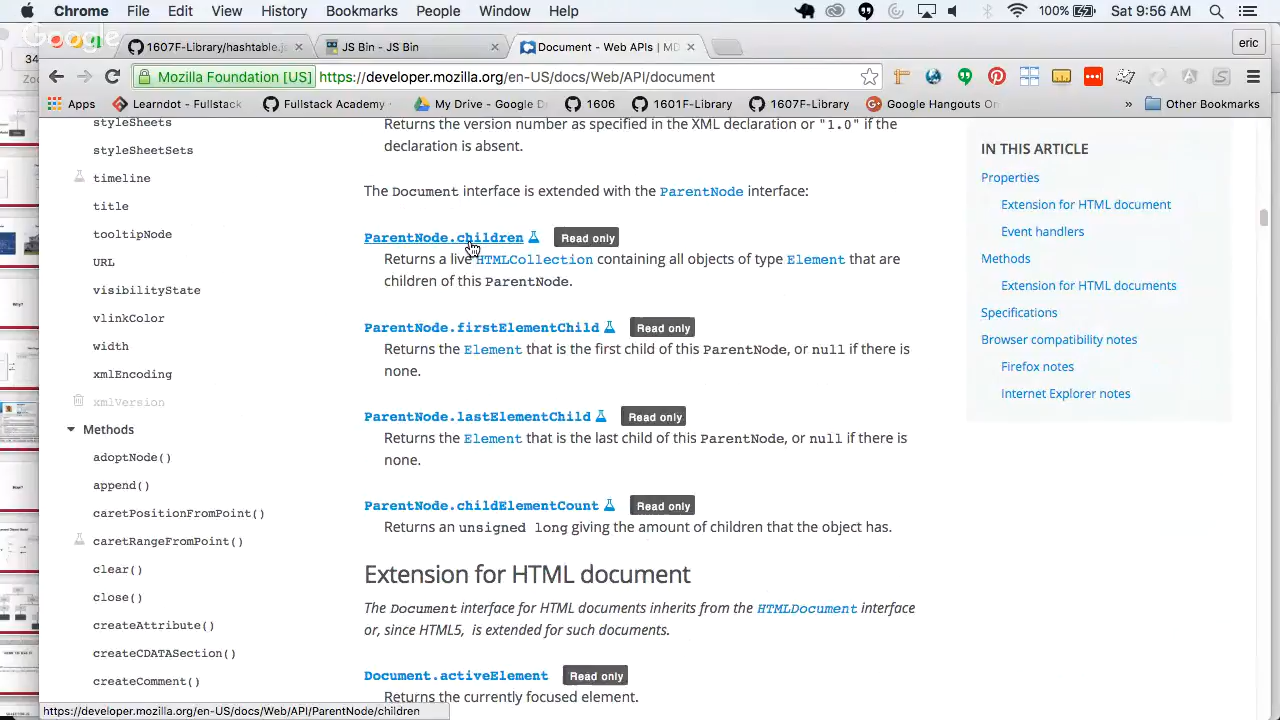 Chrome File Edit View History Bookmarks People Window Help 100% Sat 9:56 AM
Google
1607F-Library/hashtable.js JS Bin - JS Bin Document - Web APIs | MD eric
Mozilla Foundation [US] https://developer.mozilla.org/en-US/docs/Web/API/document
Apps Learndot - Fullstack Fullstack Academy My Drive - Google D 1606 1601F-Library 1607F-Library Google Hangouts On » Other Bookmarks
styleSheets
styleSheetSets
timeline
title
tooltipNode
URL
visibilityState
vlinkColor
width
xmlEncoding
xmlVersion
Methods
adoptNode()
append()
caretPositionFromPoint()
caretRangeFromPoint()
clear()
close()
createAttribute()
createCDATASection()
createComment()
Returns the version number as specified in the XML declaration or "1.0" if the
declaration is absent.
The Document interface is extended with the ParentNode interface:
ParentNode.children Read only
Returns a live HTMLCollection containing all objects of type Element that are
children of this ParentNode.
ParentNode.firstElementChild Read only
Returns the Element that is the first child of this ParentNode, or null if there is
none.
ParentNode.lastElementChild Read only
Returns the Element that is the last child of this ParentNode, or null if there is
none.
ParentNode.childElementCount Read only
Returns an unsigned long giving the amount of children that the object has.
Extension for HTML document
The Document interface for HTML documents inherits from the HTMLDocument interface
or, since HTML5, is extended for such documents.
Document.activeElement Read only
Returns the currently focused element.
IN THIS ARTICLE
Properties
Extension for HTML document
Event handlers
Methods
Extension for HTML documents
Specifications
Browser compatibility notes
Firefox notes
Internet Explorer notes
https://developer.mozilla.org/en-US/docs/Web/API/ParentNode/children